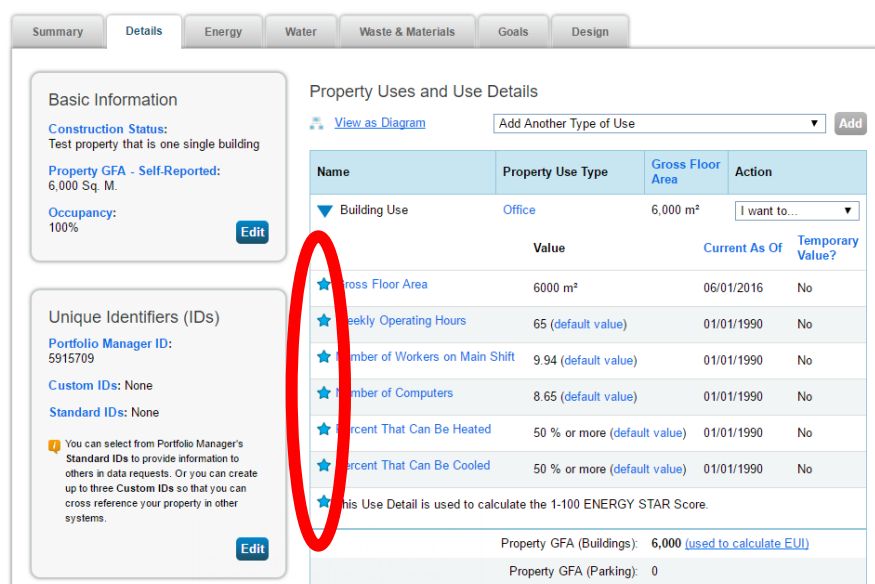 Summary Details Energy Water Waste & Materials Goals Design
Basic Information
Construction Status:
Test property that is one single building
Property GFA - Self-Reported:
6,000 Sq. M.
Occupancy:
100%
Edit
Unique Identifiers (IDs)
Portfolio Manager ID:
5915709
Custom IDs: None
Standard IDs: None
You can select from Portfolio Manager's
Standard IDs to provide information to
others in data requests. Or you can create
up to three Custom IDs so that you can
cross reference your property in other
systems.
Edit
Property Uses and Use Details
View as Diagram Add Another Type of Use Add
Name Property Use Type Gross Floor Area Action
Building Use Office 6,000 m² I want to...
Value Current As Of Temporary Value?
Gross Floor Area 6000 m² 06/01/2016 No
Weekly Operating Hours 65 (default value) 01/01/1990 No
Number of Workers on Main Shift 9.94 (default value) 01/01/1990 No
Number of Computers 8.65 (default value) 01/01/1990 No
Percent That Can Be Heated 50 % or more (default value) 01/01/1990 No
Percent That Can Be Cooled 50 % or more (default value) 01/01/1990 No
This Use Detail is used to calculate the 1-100 ENERGY STAR Score.
Property GFA (Buildings): 6,000 (used to calculate EUI)
Property GFA (Parking): 0